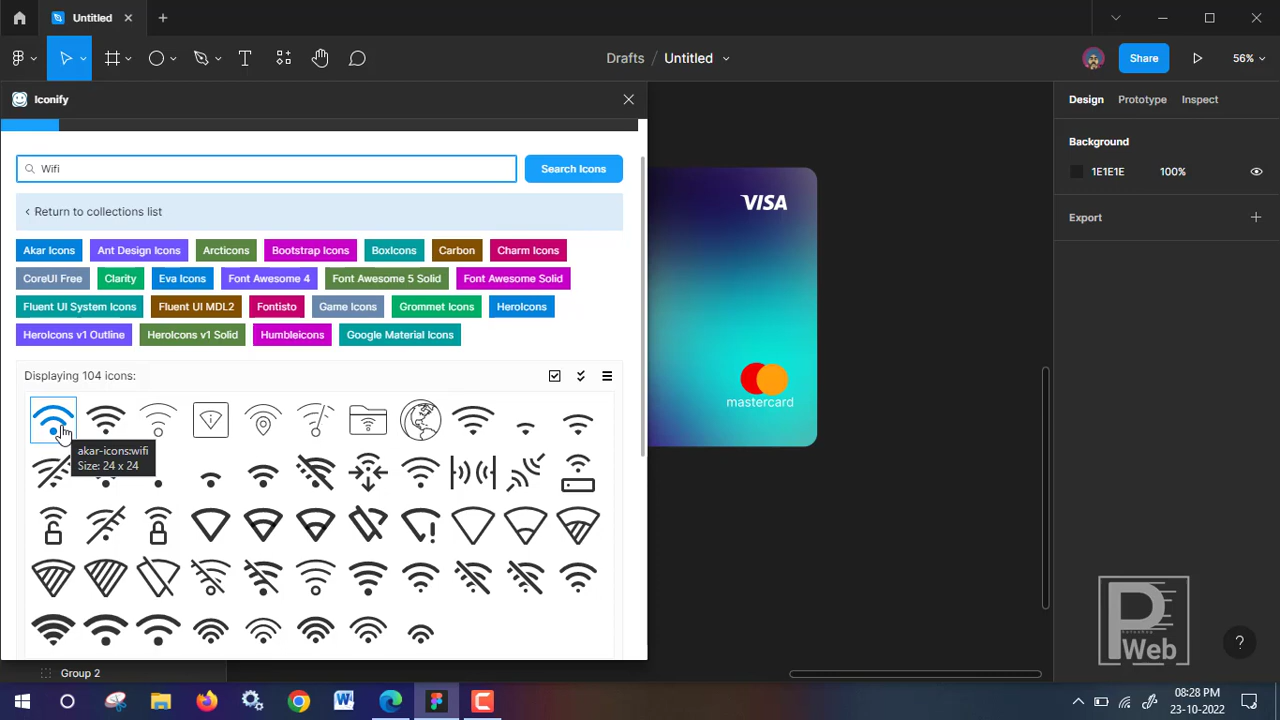 Untitled
Drafts / Untitled
Share
56%
Iconify
Design Prototype Inspect
Wifi
Search Icons
Background
1E1E1E 100%
Return to collections list
VISA
Export
Akar Icons Ant Design Icons Arcticons Bootstrap Icons BoxIcons Carbon Charm Icons
CoreUI Free Clarity Eva Icons Font Awesome 4 Font Awesome 5 Solid Font Awesome Solid
Fluent UI System Icons Fluent UI MDL2 Fontisto Game Icons Grommet Icons HeroIcons
HeroIcons v1 Outline HeroIcons v1 Solid Humbleicons Google Material Icons
Displaying 104 icons:
mastercard
akar-icons:wifi
Size: 24 x 24
Photoshop
Web
?
Group 2
08:28 PM
23-10-2022